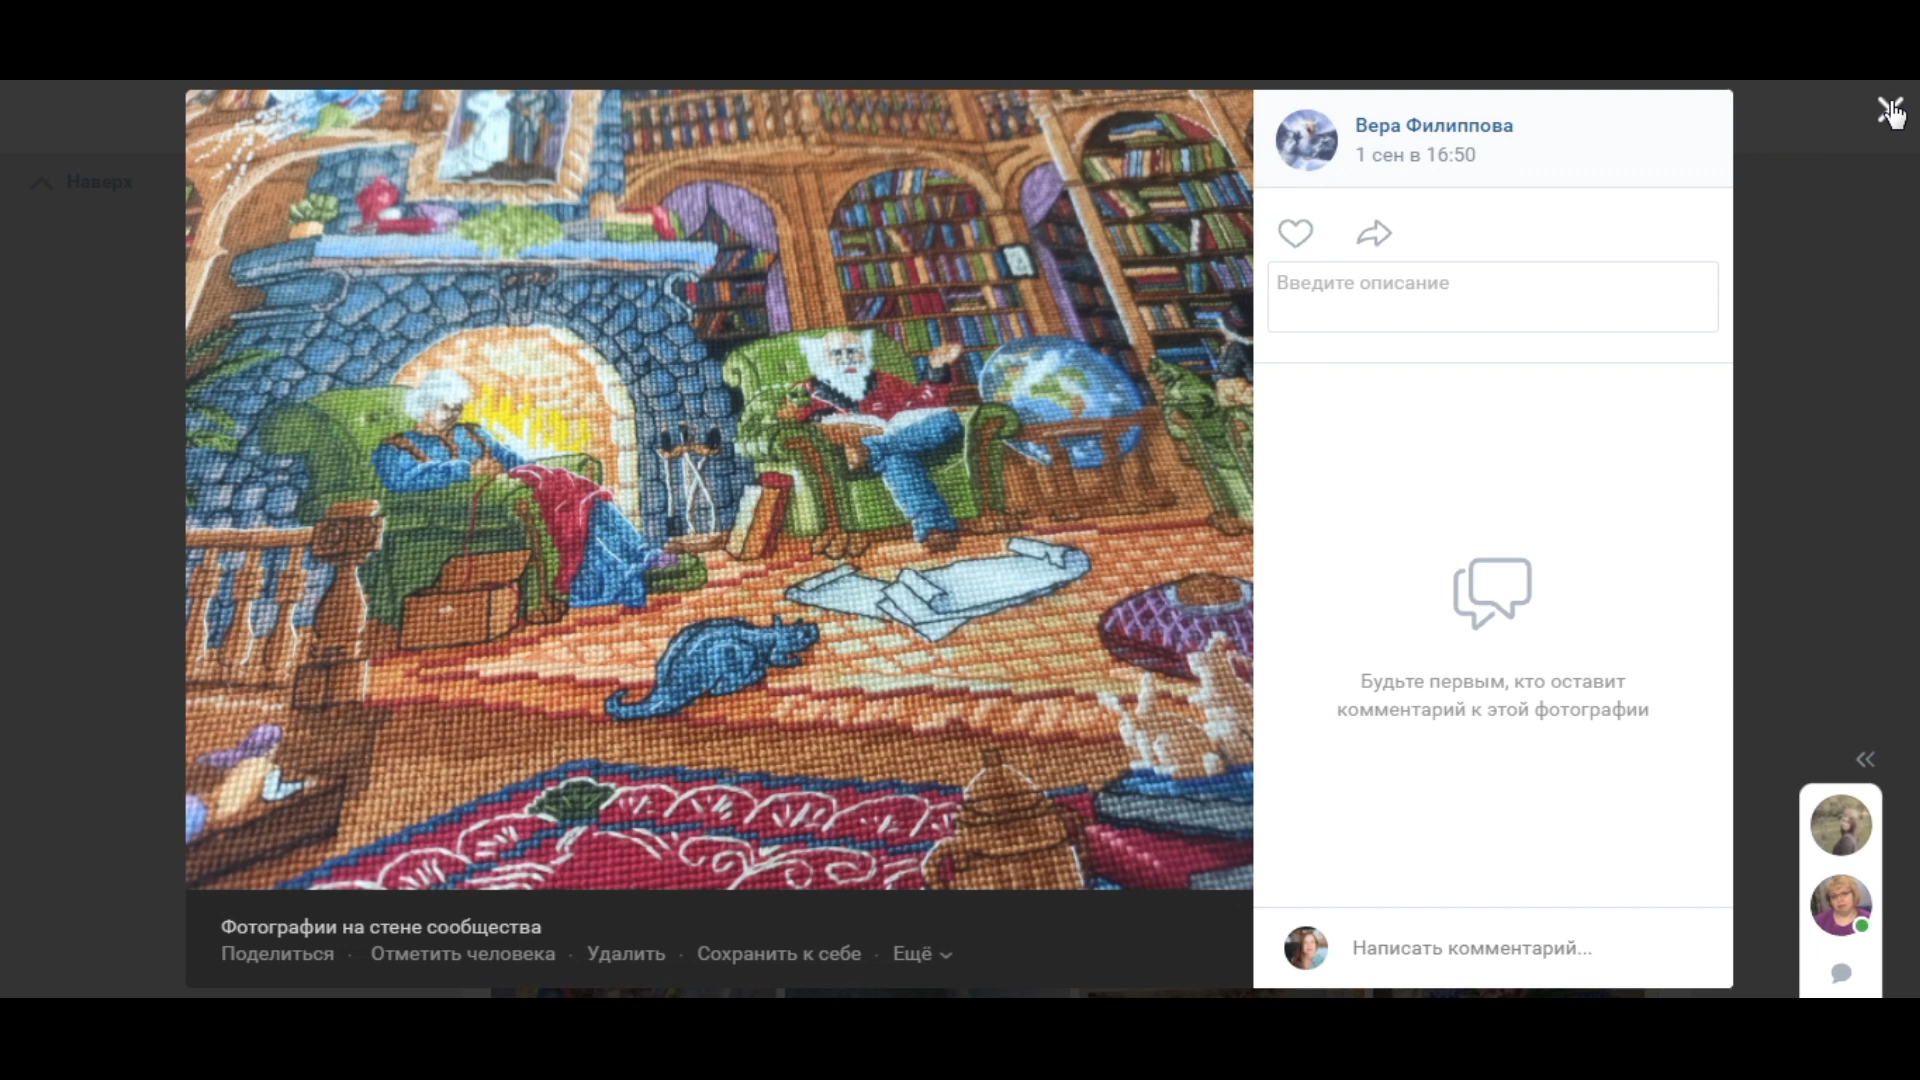 Наверх
Вера Филиппова
1 сен в 16:50
Введите описание
Будьте первым, кто оставит
комментарий к этой фотографии
Фотографии на стене сообщества
Поделиться · Отметить человека · Удалить · Сохранить к себе · Ещё
Написать комментарий...